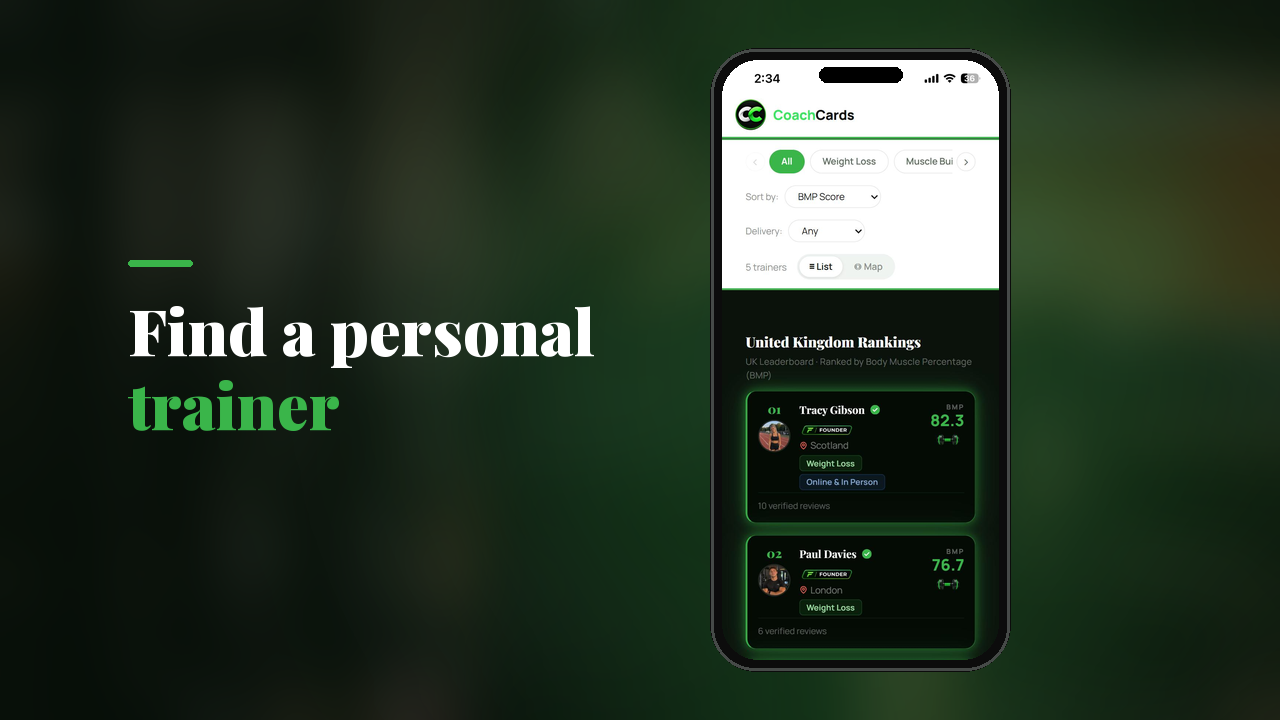 Find a personal
trainer
2:34
36
CC CoachCards
All
Weight Loss
Muscle Bui
Sort by:
BMP Score
Delivery:
Any
5 trainers
List
Map
United Kingdom Rankings
UK Leaderboard · Ranked by Body Muscle Percentage
(BMP)
01
Tracy Gibson
BMP
82.3
FOUNDER
Scotland
Weight Loss
Online & In Person
10 verified reviews
02
Paul Davies
BMP
76.7
FOUNDER
London
Weight Loss
6 verified reviews